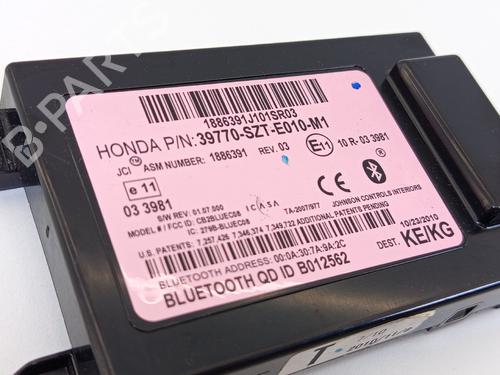 B-PARTS
1886391J101SR03
HONDA P/N: 39770-SZT-E010-M1
JCI™ ASM NUMBER: 1886391 REV. 03
e 11
E11 10 R- 03 3981
03 3981
S/W REV: 01.07.000
ICASA TA-2007/977 JOHNSON CONTROLS INTERIORS
MODEL # / FCC ID: CB2BLUEC08
IC: 279B-BLUEC08
U.S. PATENTS: 7,257,426 7,346,374 7,349,722 ADDITIONAL PATENTS PENDING
10/23/2010
BLUETOOTH ADDRESS: 00:0A:30:7A:9A:2C
DEST. KE/KG
BLUETOOTH QD ID B012562
T
2010/11/